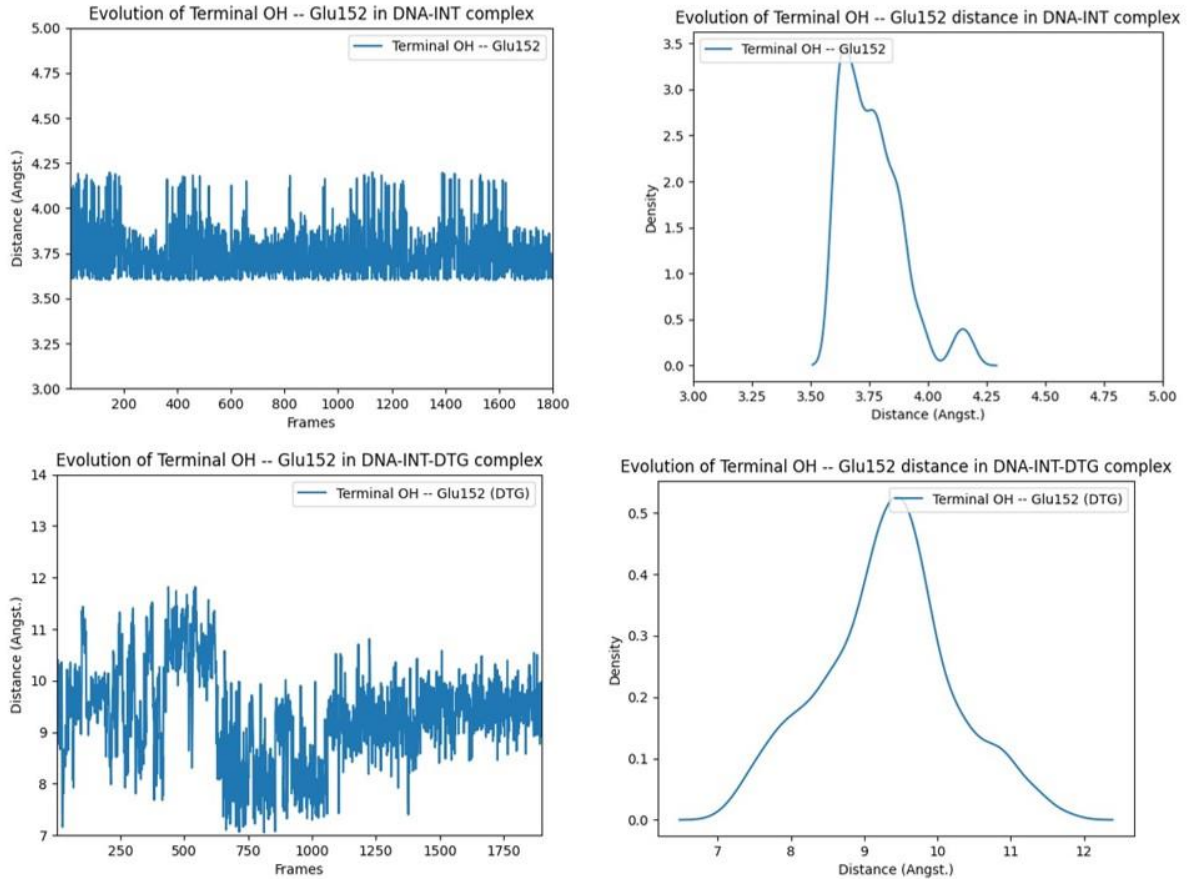 Evolution of Terminal OH -- Glu152 in DNA-INT complex
5.00
4.75
4.50
4.25
4.00
3.75
3.50
3.25
3.00
Distance (Angst.)
Terminal OH -- Glu152
200 400 600 800 1000 1200 1400 1600 1800
Frames
Evolution of Terminal OH -- Glu152 distance in DNA-INT complex
3.5
3.0
2.5
2.0
1.5
1.0
0.5
0.0
Density
Terminal OH -- Glu152
3.00 3.25 3.50 3.75 4.00 4.25 4.50 4.75 5.00
Distance (Angst.)
Evolution of Terminal OH -- Glu152 in DNA-INT-DTG complex
14
13
12
11
10
9
8
7
Distance (Angst.)
Terminal OH -- Glu152 (DTG)
250 500 750 1000 1250 1500 1750
Frames
Evolution of Terminal OH -- Glu152 distance in DNA-INT-DTG complex
0.5
0.4
0.3
0.2
0.1
0.0
Density
Terminal OH -- Glu152 (DTG)
7 8 9 10 11 12
Distance (Angst.)